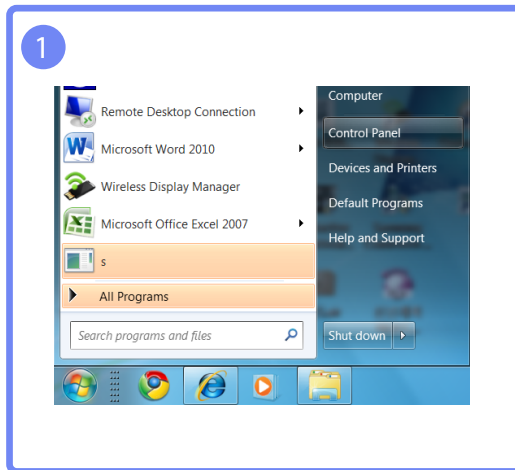 1
Remote Desktop Connection
Microsoft Word 2010
Wireless Display Manager
Microsoft Office Excel 2007
s
All Programs
Search programs and files
Computer
Control Panel
Devices and Printers
Default Programs
Help and Support
Shut down